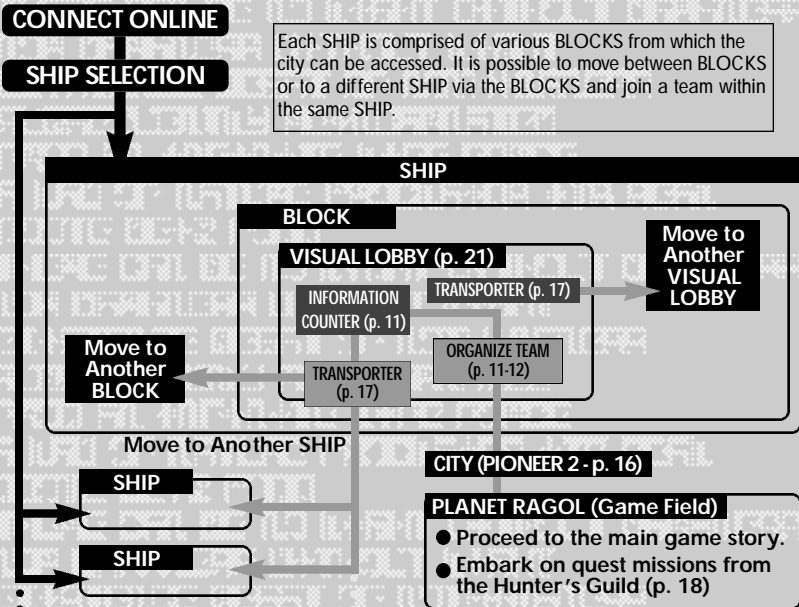 CONNECT ONLINE
SHIP SELECTION
Each SHIP is comprised of various BLOCKS from which the
city can be accessed. It is possible to move between BLOCKS
or to a different SHIP via the BLOCKS and join a team within
the same SHIP.
SHIP
BLOCK
VISUAL LOBBY (p. 21)
INFORMATION
COUNTER (p. 11)
TRANSPORTER (p. 17)
Move to
Another
VISUAL
LOBBY
Move to
Another
BLOCK
TRANSPORTER
(p. 17)
ORGANIZE TEAM
(p. 11-12)
Move to Another SHIP
SHIP
SHIP
CITY (PIONEER 2 - p. 16)
PLANET RAGOL (Game Field)
● Proceed to the main game story.
● Embark on quest missions from
the Hunter's Guild (p. 18)